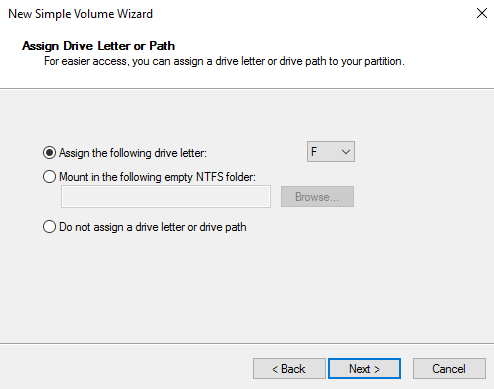 New Simple Volume Wizard
Assign Drive Letter or Path
For easier access, you can assign a drive letter or drive path to your partition.
Assign the following drive letter: F
Mount in the following empty NTFS folder:
Browse...
Do not assign a drive letter or drive path
< Back Next > Cancel